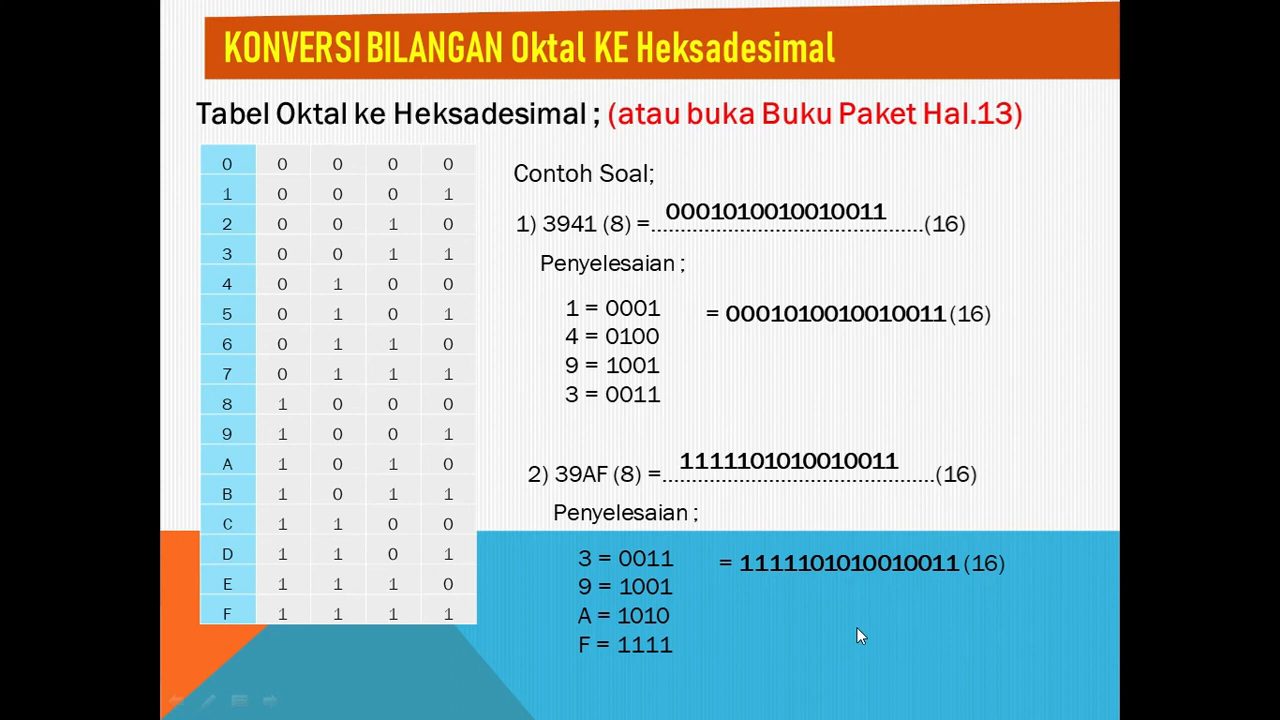 KONVERSI BILANGAN Oktal KE Heksadesimal
Tabel Oktal ke Heksadesimal ; (atau buka Buku Paket Hal.13)
0 0 0 0 0
1 0 0 0 1
2 0 0 1 0
3 0 0 1 1
4 0 1 0 0
5 0 1 0 1
6 0 1 1 0
7 0 1 1 1
8 1 0 0 0
9 1 0 0 1
A 1 0 1 0
B 1 0 1 1
C 1 1 0 0
D 1 1 0 1
E 1 1 1 0
F 1 1 1 1
Contoh Soal;
0001010010010011
1) 3941 (8) =...............................................(16)
Penyelesaian ;
1 = 0001 = 0001010010010011 (16)
4 = 0100
9 = 1001
3 = 0011
1111101010010011
2) 39AF (8) =...............................................(16)
Penyelesaian ;
3 = 0011 = 1111101010010011 (16)
9 = 1001
A = 1010
F = 1111